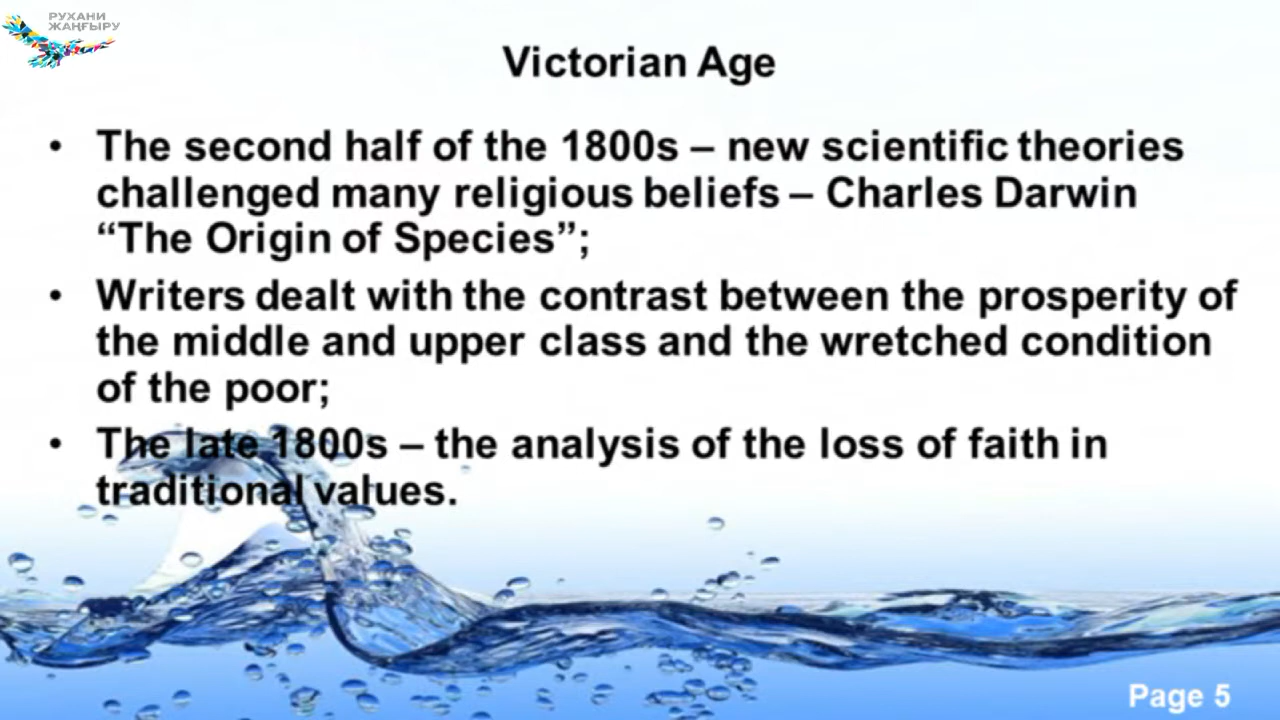 РУХАНИ
ЖАҢҒЫРУ
Victorian Age
• The second half of the 1800s – new scientific theories
challenged many religious beliefs – Charles Darwin
“The Origin of Species”;
• Writers dealt with the contrast between the prosperity of
the middle and upper class and the wretched condition
of the poor;
• The late 1800s – the analysis of the loss of faith in
traditional values.
Page 5